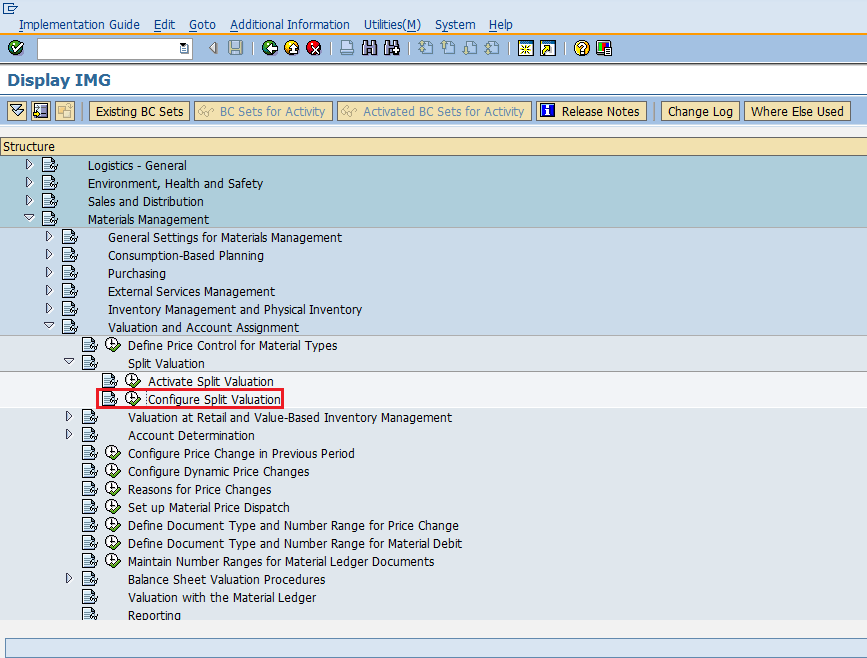 Implementation Guide Edit Goto Additional Information Utilities(M) System Help
Display IMG
Existing BC Sets BC Sets for Activity Activated BC Sets for Activity Release Notes Change Log Where Else Used
Structure
Logistics - General
Environment, Health and Safety
Sales and Distribution
Materials Management
General Settings for Materials Management
Consumption-Based Planning
Purchasing
External Services Management
Inventory Management and Physical Inventory
Valuation and Account Assignment
Define Price Control for Material Types
Split Valuation
Activate Split Valuation
Configure Split Valuation
Valuation at Retail and Value-Based Inventory Management
Account Determination
Configure Price Change in Previous Period
Configure Dynamic Price Changes
Reasons for Price Changes
Set up Material Price Dispatch
Define Document Type and Number Range for Price Change
Define Document Type and Number Range for Material Debit
Maintain Number Ranges for Material Ledger Documents
Balance Sheet Valuation Procedures
Valuation with the Material Ledger
Reporting